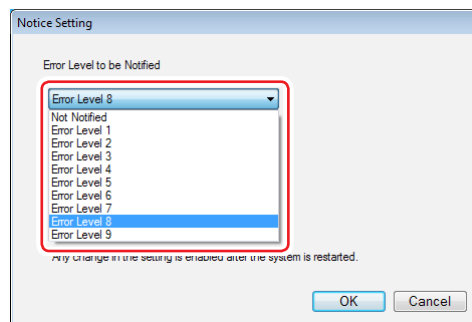 Notice Setting
Error Level to be Notified
Error Level 8
Not Notified
Error Level 1
Error Level 2
Error Level 3
Error Level 4
Error Level 5
Error Level 6
Error Level 7
Error Level 8
Error Level 9
Any change in the setting is enabled after the system is restarted.
OK Cancel